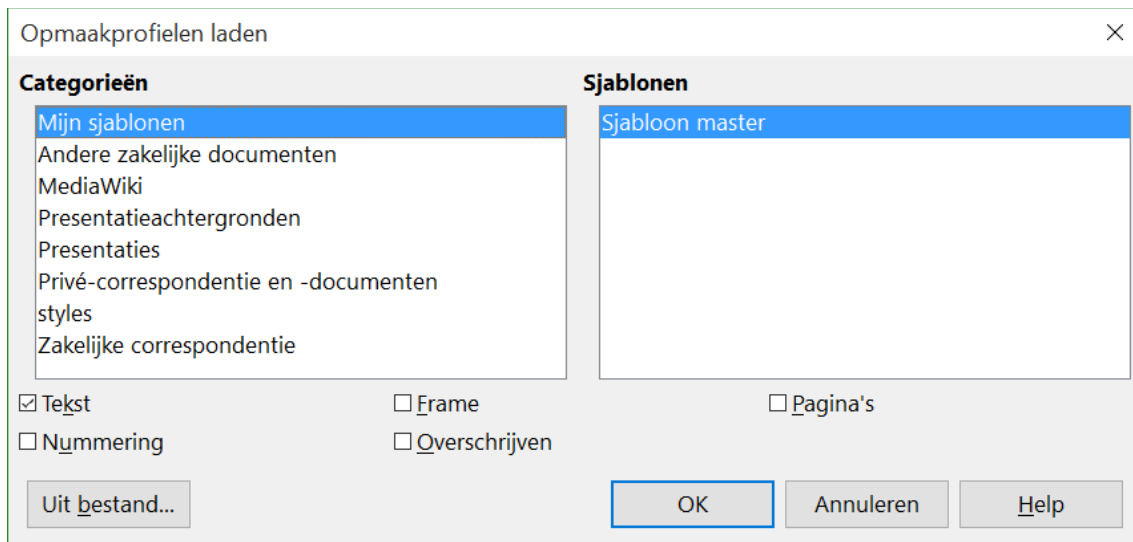 Opmaakprofielen laden
Categorieën
Sjablonen
Mijn sjablonen
Sjabloon master
Andere zakelijke documenten
MediaWiki
Presentatieachtergronden
Presentaties
Privé-correspondentie en -documenten
styles
Zakelijke correspondentie
Tekst
Frame
Pagina's
Nummering
Overschrijven
Uit bestand...
OK
Annuleren
Help